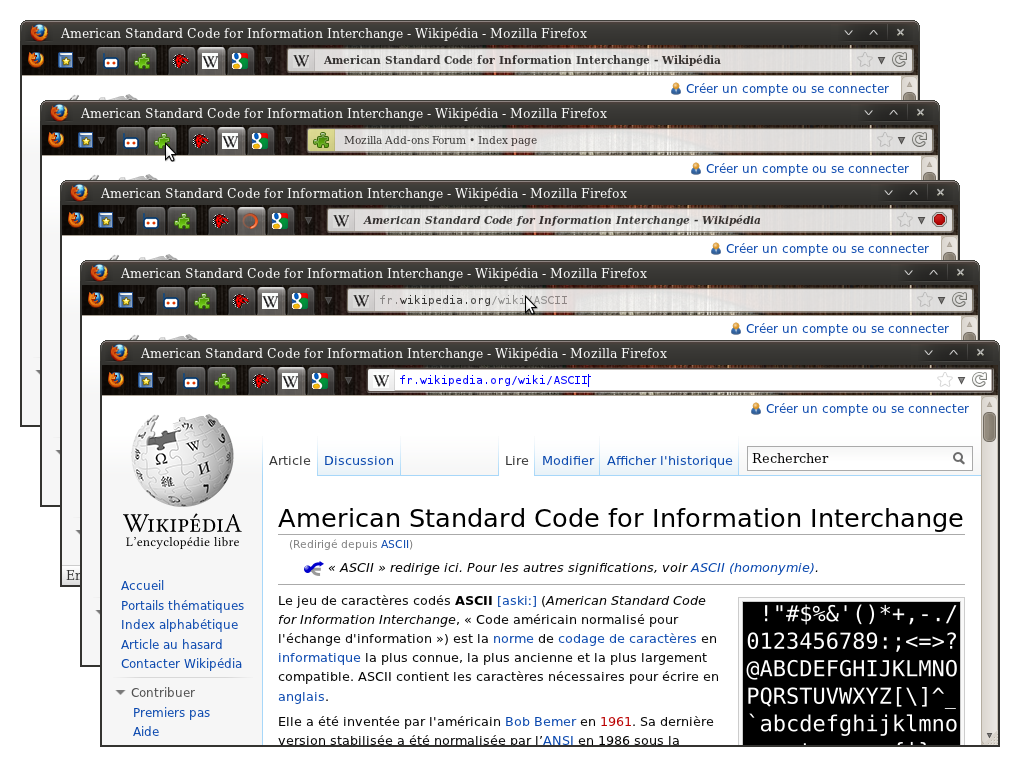 American Standard Code for Information Interchange - Wikipédia - Mozilla Firefox
American Standard Code for Information Interchange - Wikipédia
Créer un compte ou se connecter
American Standard Code for Information Interchange - Wikipédia - Mozilla Firefox
Mozilla Add-ons Forum • Index page
Créer un compte ou se connecter
American Standard Code for Information Interchange - Wikipédia - Mozilla Firefox
American Standard Code for Information Interchange - Wikipédia
Créer un compte ou se connecter
En
American Standard Code for Information Interchange - Wikipédia - Mozilla Firefox
fr.wikipedia.org/wiki/ASCII
Créer un compte ou se connecter
American Standard Code for Information Interchange - Wikipédia - Mozilla Firefox
fr.wikipedia.org/wiki/ASCII
Créer un compte ou se connecter
Article Discussion Lire Modifier Afficher l'historique Rechercher
WIKIPÉDIA
L'encyclopédie libre
Accueil
Portails thématiques
Index alphabétique
Article au hasard
Contacter Wikipédia
Contribuer
Premiers pas
Aide
American Standard Code for Information Interchange
(Redirigé depuis ASCII)
« ASCII » redirige ici. Pour les autres significations, voir ASCII (homonymie).
Le jeu de caractères codés ASCII [aski:] (American Standard Code
for Information Interchange, « Code américain normalisé pour
l'échange d'information ») est la norme de codage de caractères en
informatique la plus connue, la plus ancienne et la plus largement
compatible. ASCII contient les caractères nécessaires pour écrire en
anglais.
Elle a été inventée par l'américain Bob Bemer en 1961. Sa dernière
version stabilisée a été normalisée par l'ANSI en 1986 sous la
!"#$%&'()*+,-./
0123456789:;<=>?
@ABCDEFGHIJKLMNO
PQRSTUVWXYZ[\]^_
`abcdefghijklmno